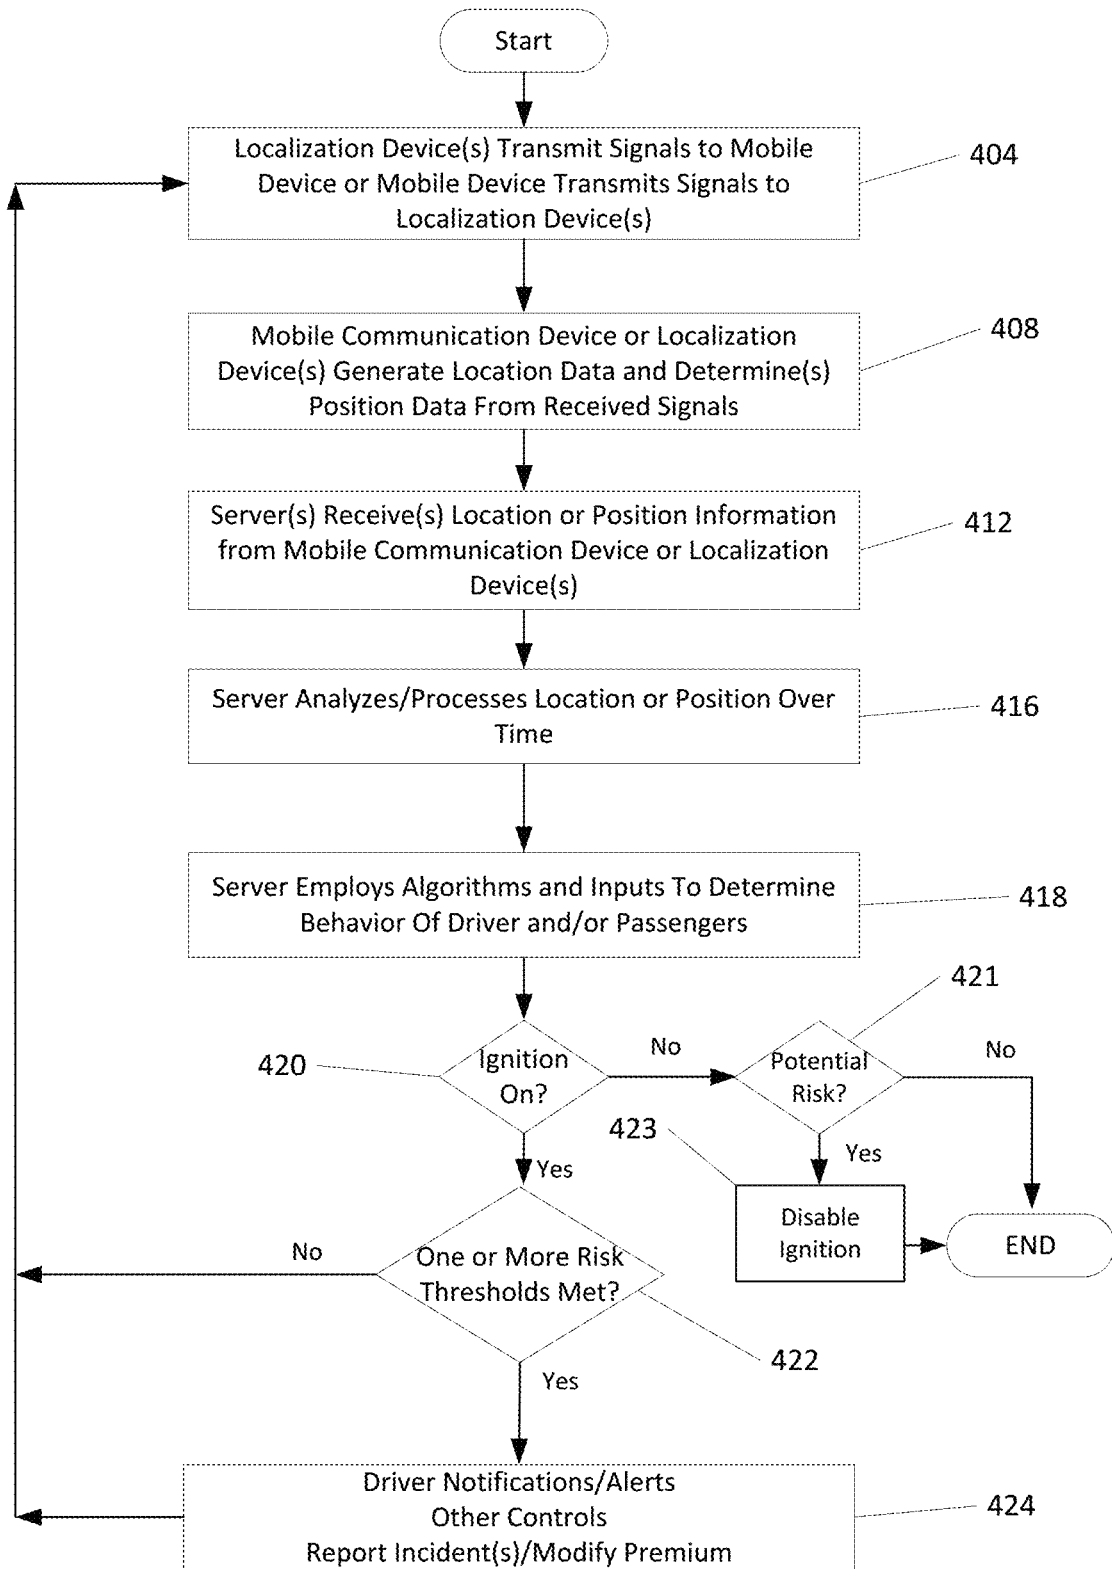 Start
Localization Device(s) Transmit Signals to Mobile
Device or Mobile Device Transmits Signals to
Localization Device(s)
404
Mobile Communication Device or Localization
Device(s) Generate Location Data and Determine(s)
Position Data From Received Signals
408
Server(s) Receive(s) Location or Position Information
from Mobile Communication Device or Localization
Device(s)
412
Server Analyzes/Processes Location or Position Over
Time
416
Server Employs Algorithms and Inputs To Determine
Behavior Of Driver and/or Passengers
418
420
Ignition
On?
No
Potential
Risk?
421
No
Yes
423
Yes
Disable
Ignition
END
No
One or More Risk
Thresholds Met?
422
Yes
Driver Notifications/Alerts
Other Controls
Report Incident(s)/Modify Premium
424